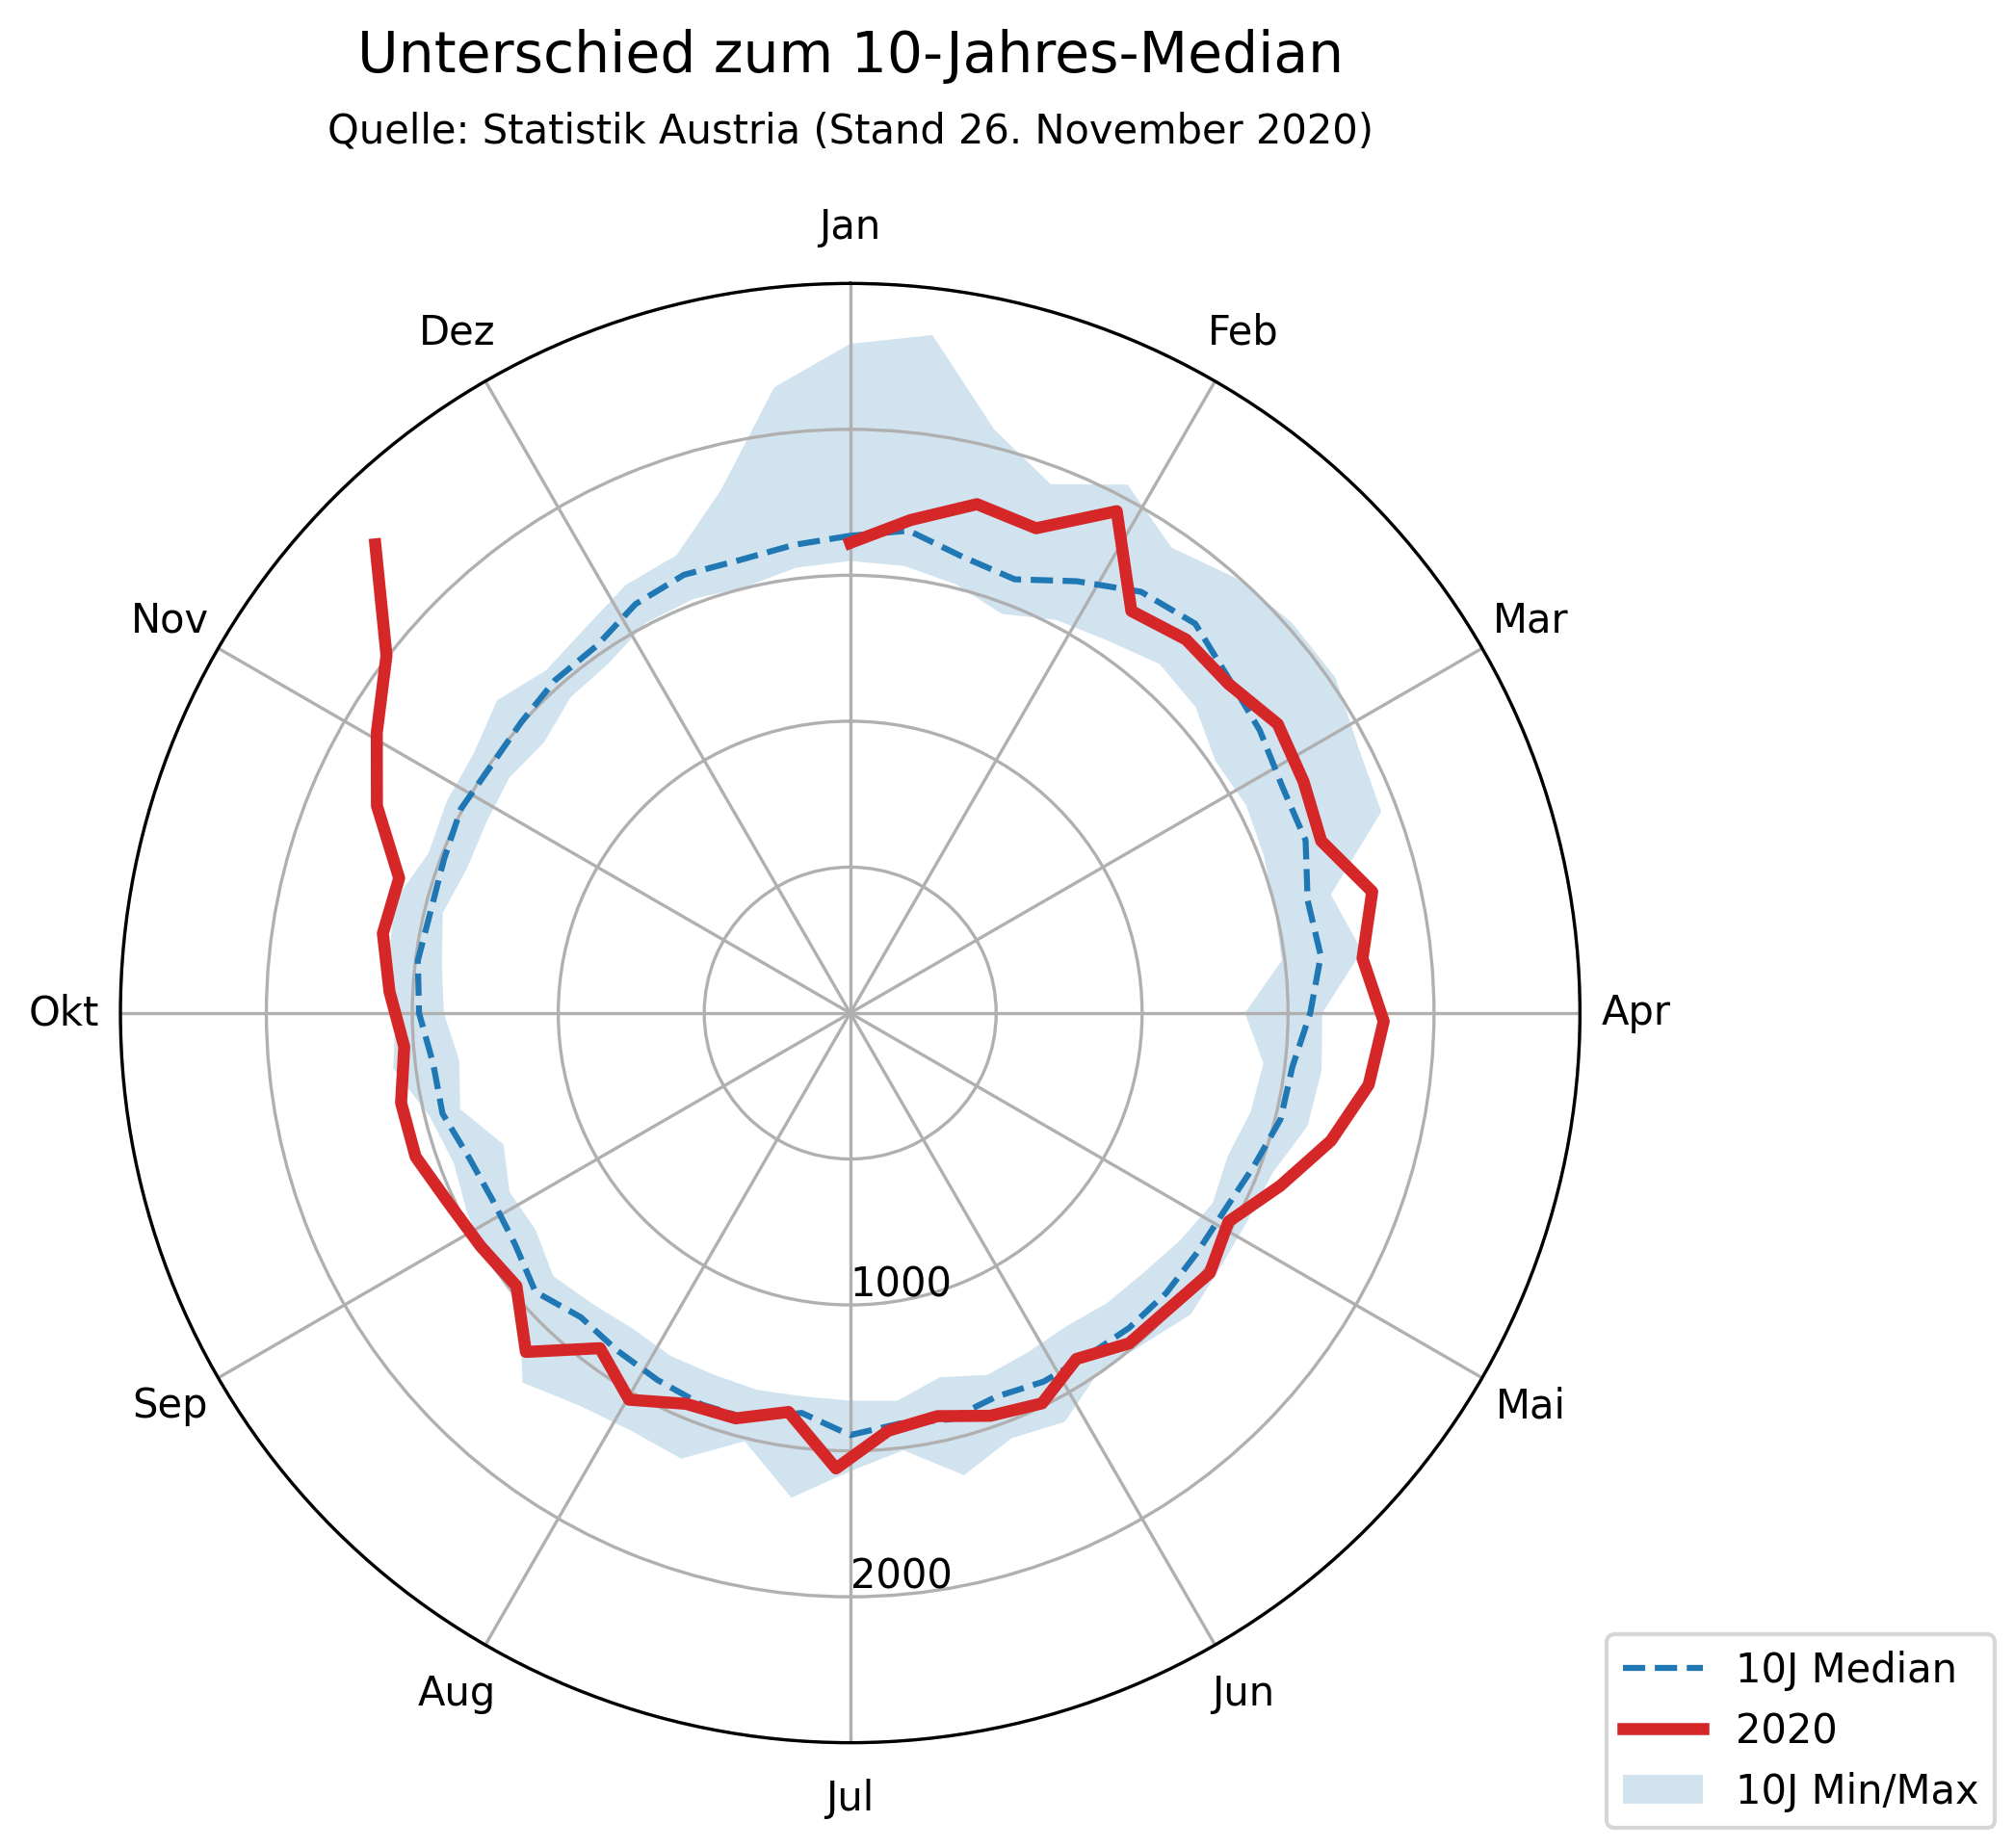 Unterschied zum 10-Jahres-Median
Quelle: Statistik Austria (Stand 26. November 2020)
Jan
Feb
Mar
Apr
Mai
Jun
Jul
Aug
Sep
Okt
Nov
Dez
1000
2000
10J Median
2020
10J Min/Max